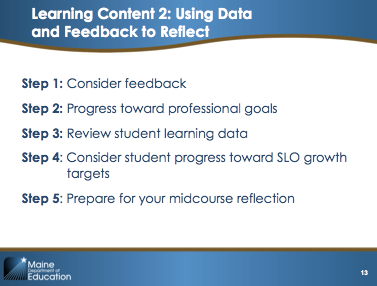 Learning Content 2: Using Data
and Feedback to Reflect
Step 1: Consider feedback
Step 2: Progress toward professional goals
Step 3: Review student learning data
Step 4: Consider student progress toward SLO growth
targets
Step 5: Prepare for your midcourse reflection
Maine
Department of
Education
13